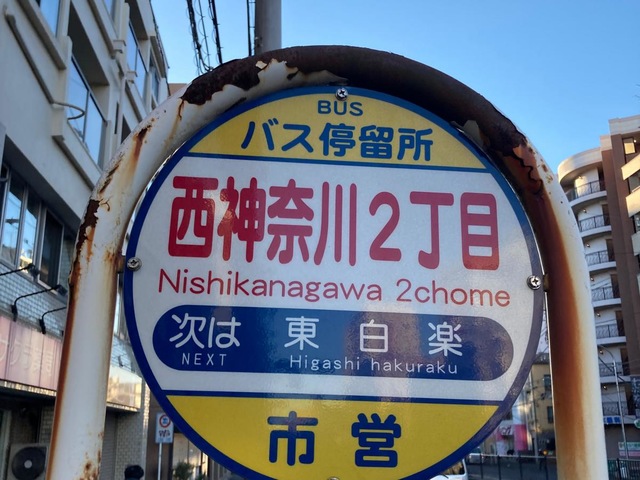 BUS
バス停留所
西神奈川2丁目
Nishikanagawa 2chome
次は 東白楽
NEXT Higashi hakuraku
市営